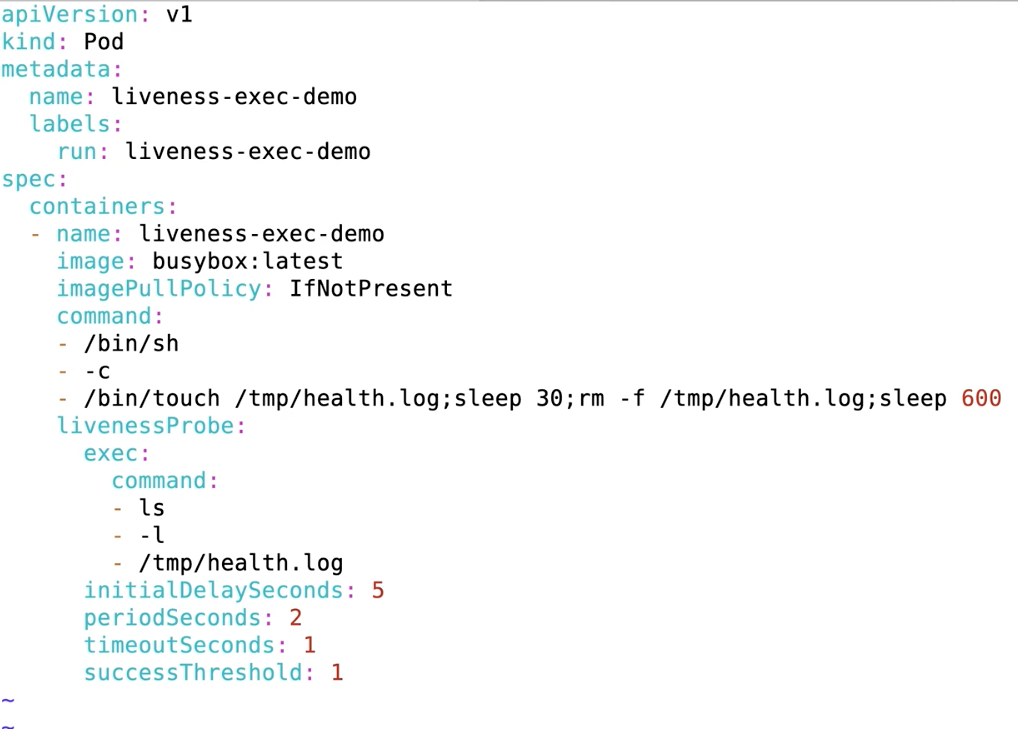 apiVersion: v1
kind: Pod
metadata:
  name: liveness-exec-demo
  labels:
    run: liveness-exec-demo
spec:
  containers:
  - name: liveness-exec-demo
    image: busybox:latest
    imagePullPolicy: IfNotPresent
    command:
    - /bin/sh
    - -c
    - /bin/touch /tmp/health.log;sleep 30;rm -f /tmp/health.log;sleep 600
    livenessProbe:
      exec:
        command:
        - ls
        - -l
        - /tmp/health.log
      initialDelaySeconds: 5
      periodSeconds: 2
      timeoutSeconds: 1
      successThreshold: 1
~
~